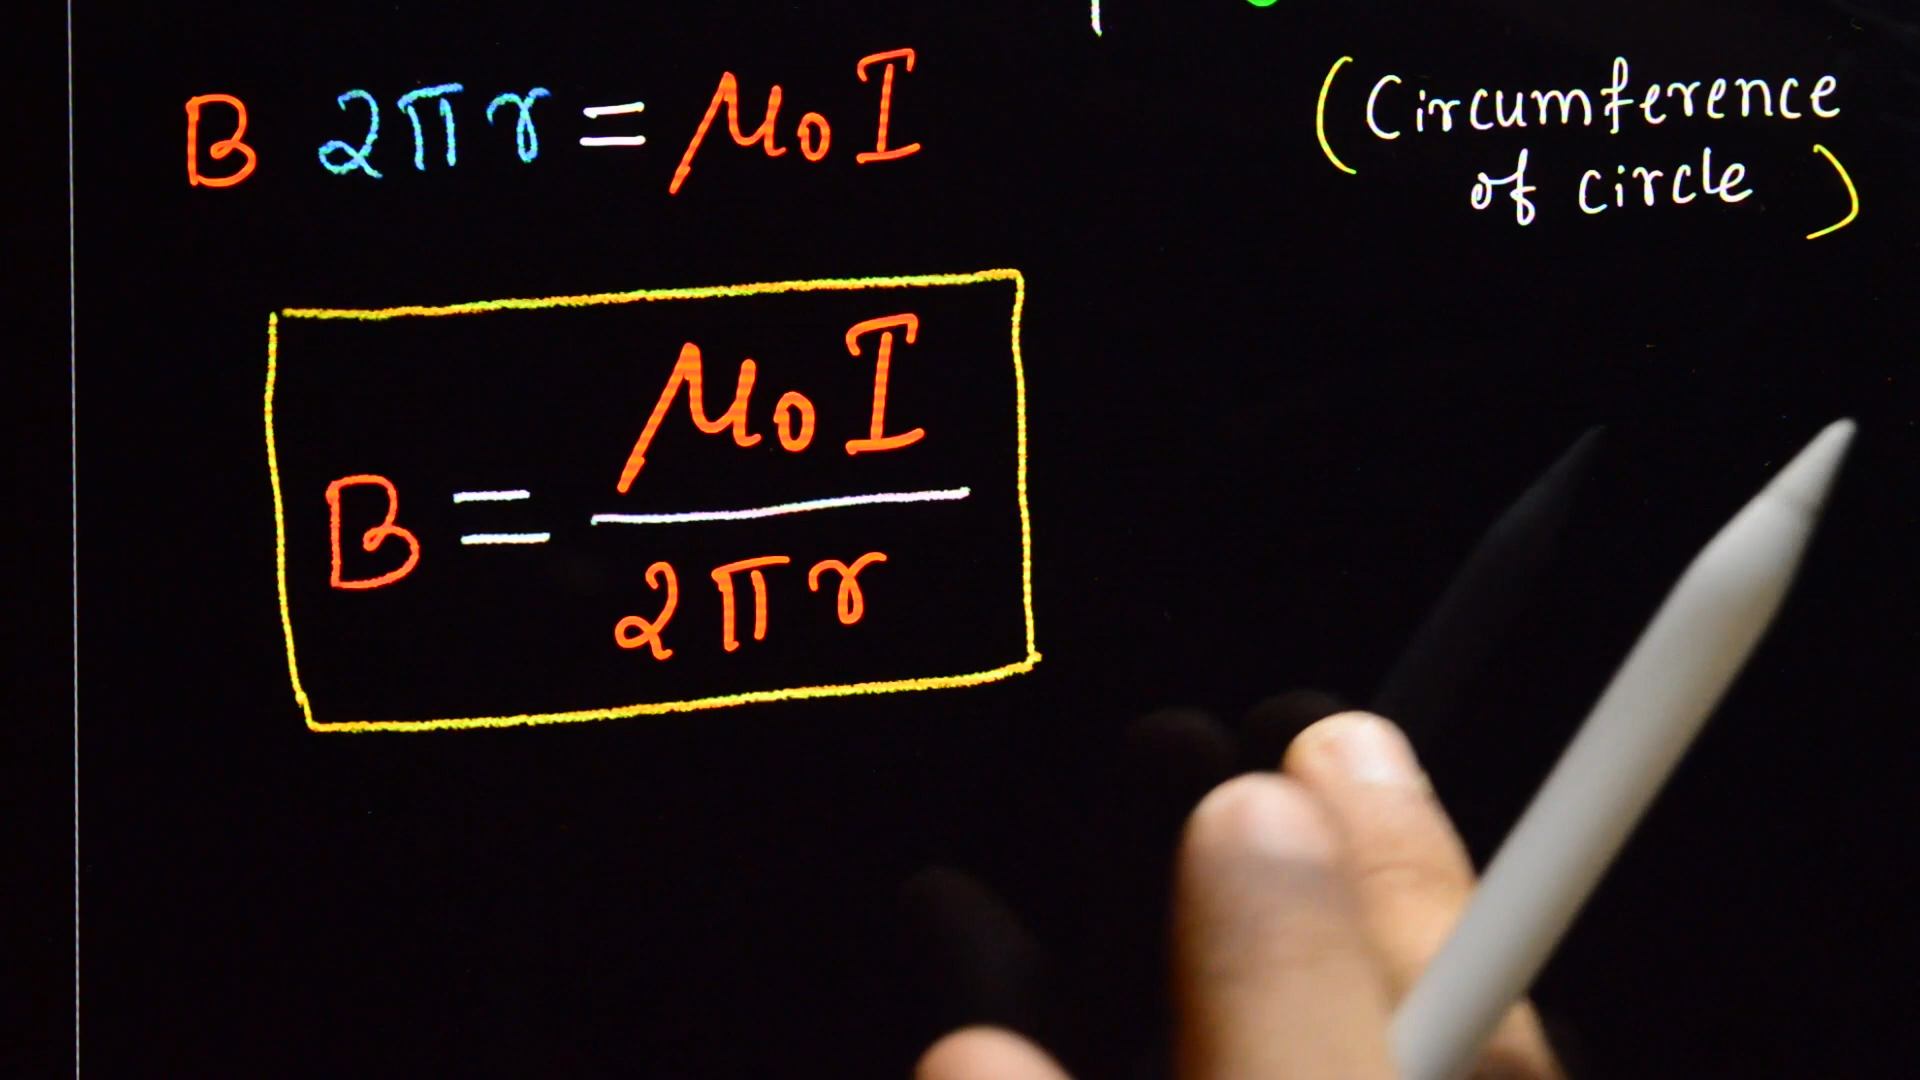 B 2πr = μ₀I
(Circumference
of circle)
B = μ₀I
2πr